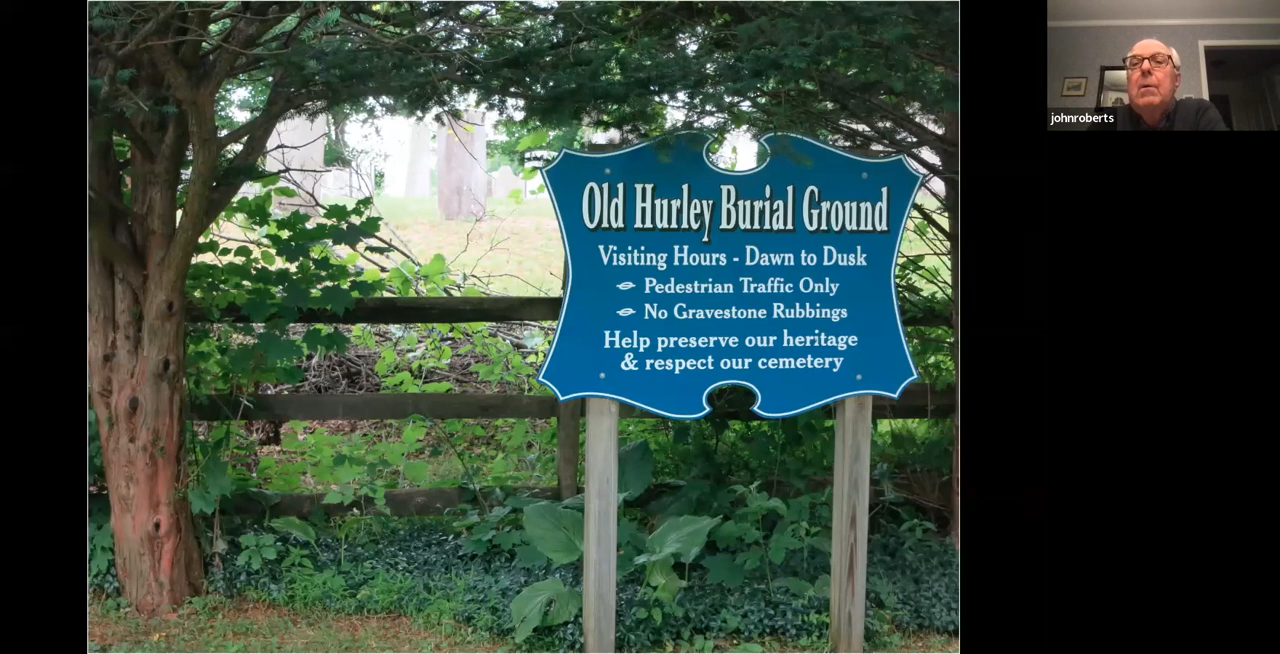 Old Hurley Burial Ground
Visiting Hours - Dawn to Dusk
Pedestrian Traffic Only
No Gravestone Rubbings
Help preserve our heritage
& respect our cemetery
johnroberts